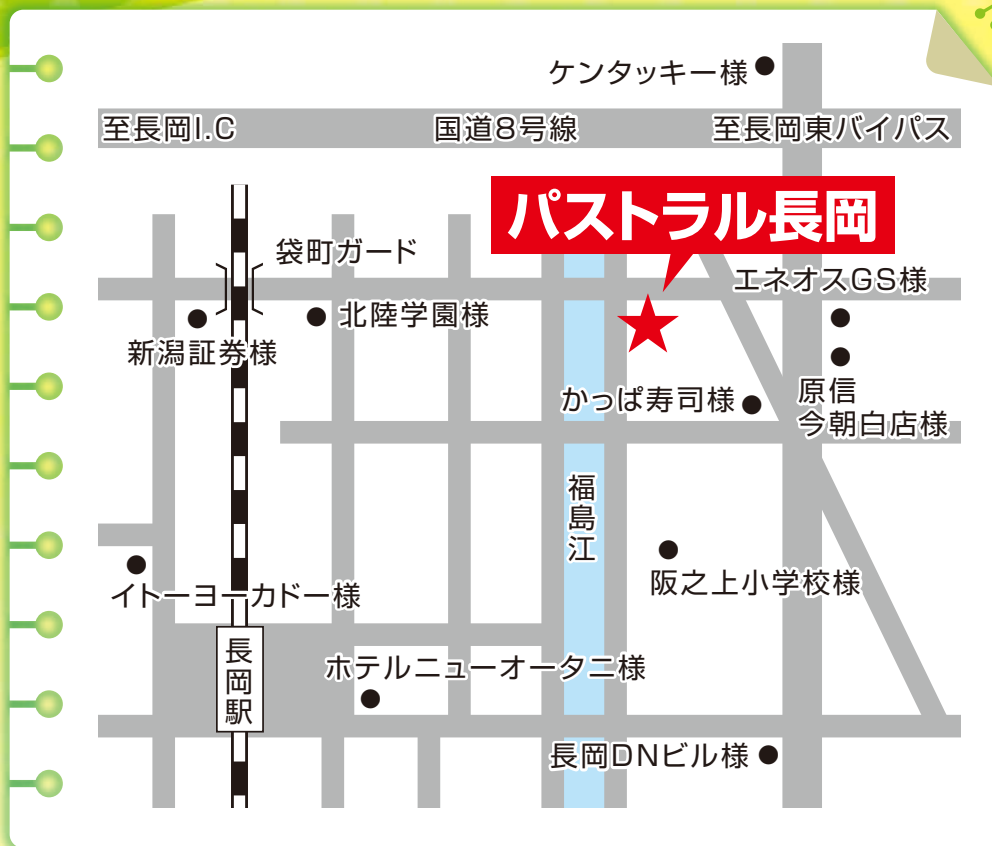 ケンタッキー様
至長岡I.C
国道8号線
至長岡東バイパス
パストラル長岡
袋町ガード
エネオスGS様
北陸学園様
新潟証券様
かっぱ寿司様
原信
今朝白店様
福島江
阪之上小学校様
イトーヨーカドー様
長岡駅
ホテルニューオータニ様
長岡DNビル様